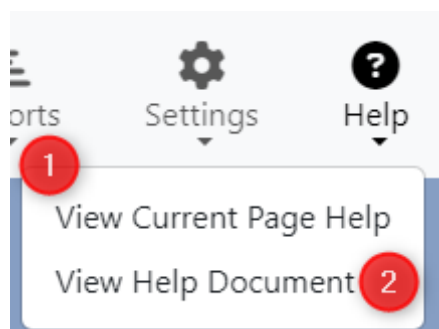 orts Settings Help
1
View Current Page Help
View Help Document 2